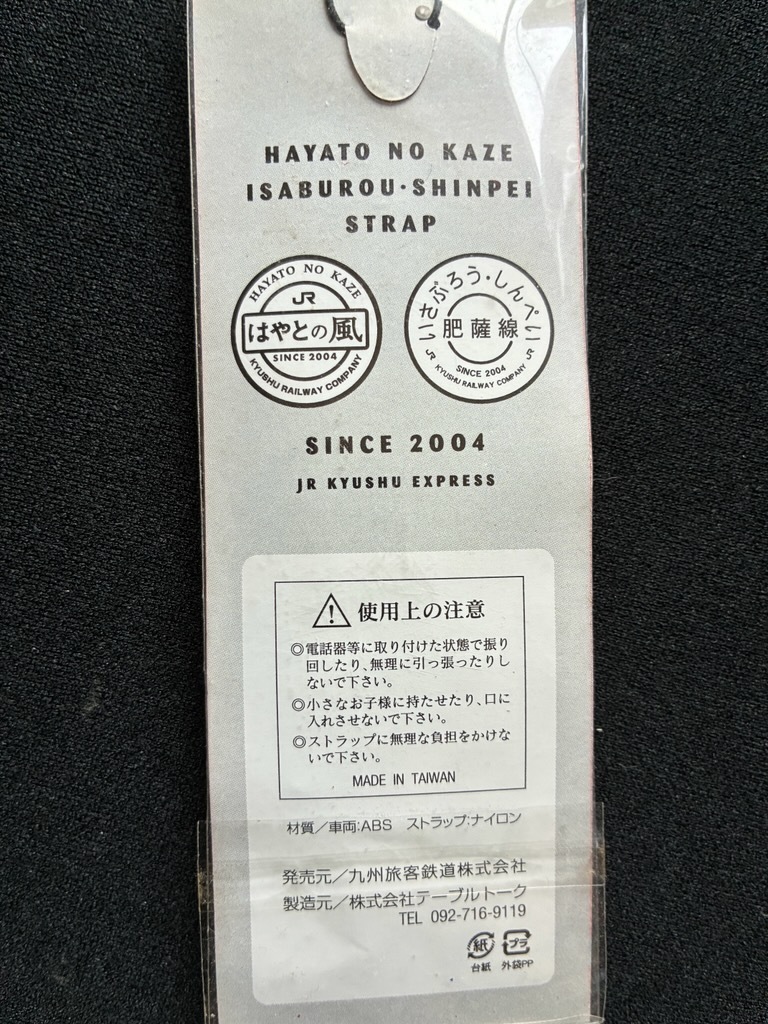 HAYATO NO KAZE
ISABUROU・SHINPEI
STRAP
HAYATO NO KAZE
JR
はやとの風
SINCE 2004
KYUSHU RAILWAY COMPANY
いさぶろう・しんぺい
肥薩線
SINCE 2004
JR KYUSHU RAILWAY COMPANY JR
SINCE 2004
JR KYUSHU EXPRESS
使用上の注意
◎電話器等に取り付けた状態で振り
回したり、無理に引っ張ったりし
ないで下さい。
◎小さなお子様に持たせたり、口に
入れさせないで下さい。
◎ストラップに無理な負担をかけな
いで下さい。
MADE IN TAIWAN
材質／車両:ABS ストラップ:ナイロン
発売元／九州旅客鉄道株式会社
製造元／株式会社テーブルトーク
TEL 092-716-9119
紙 プラ
台紙 外袋PP